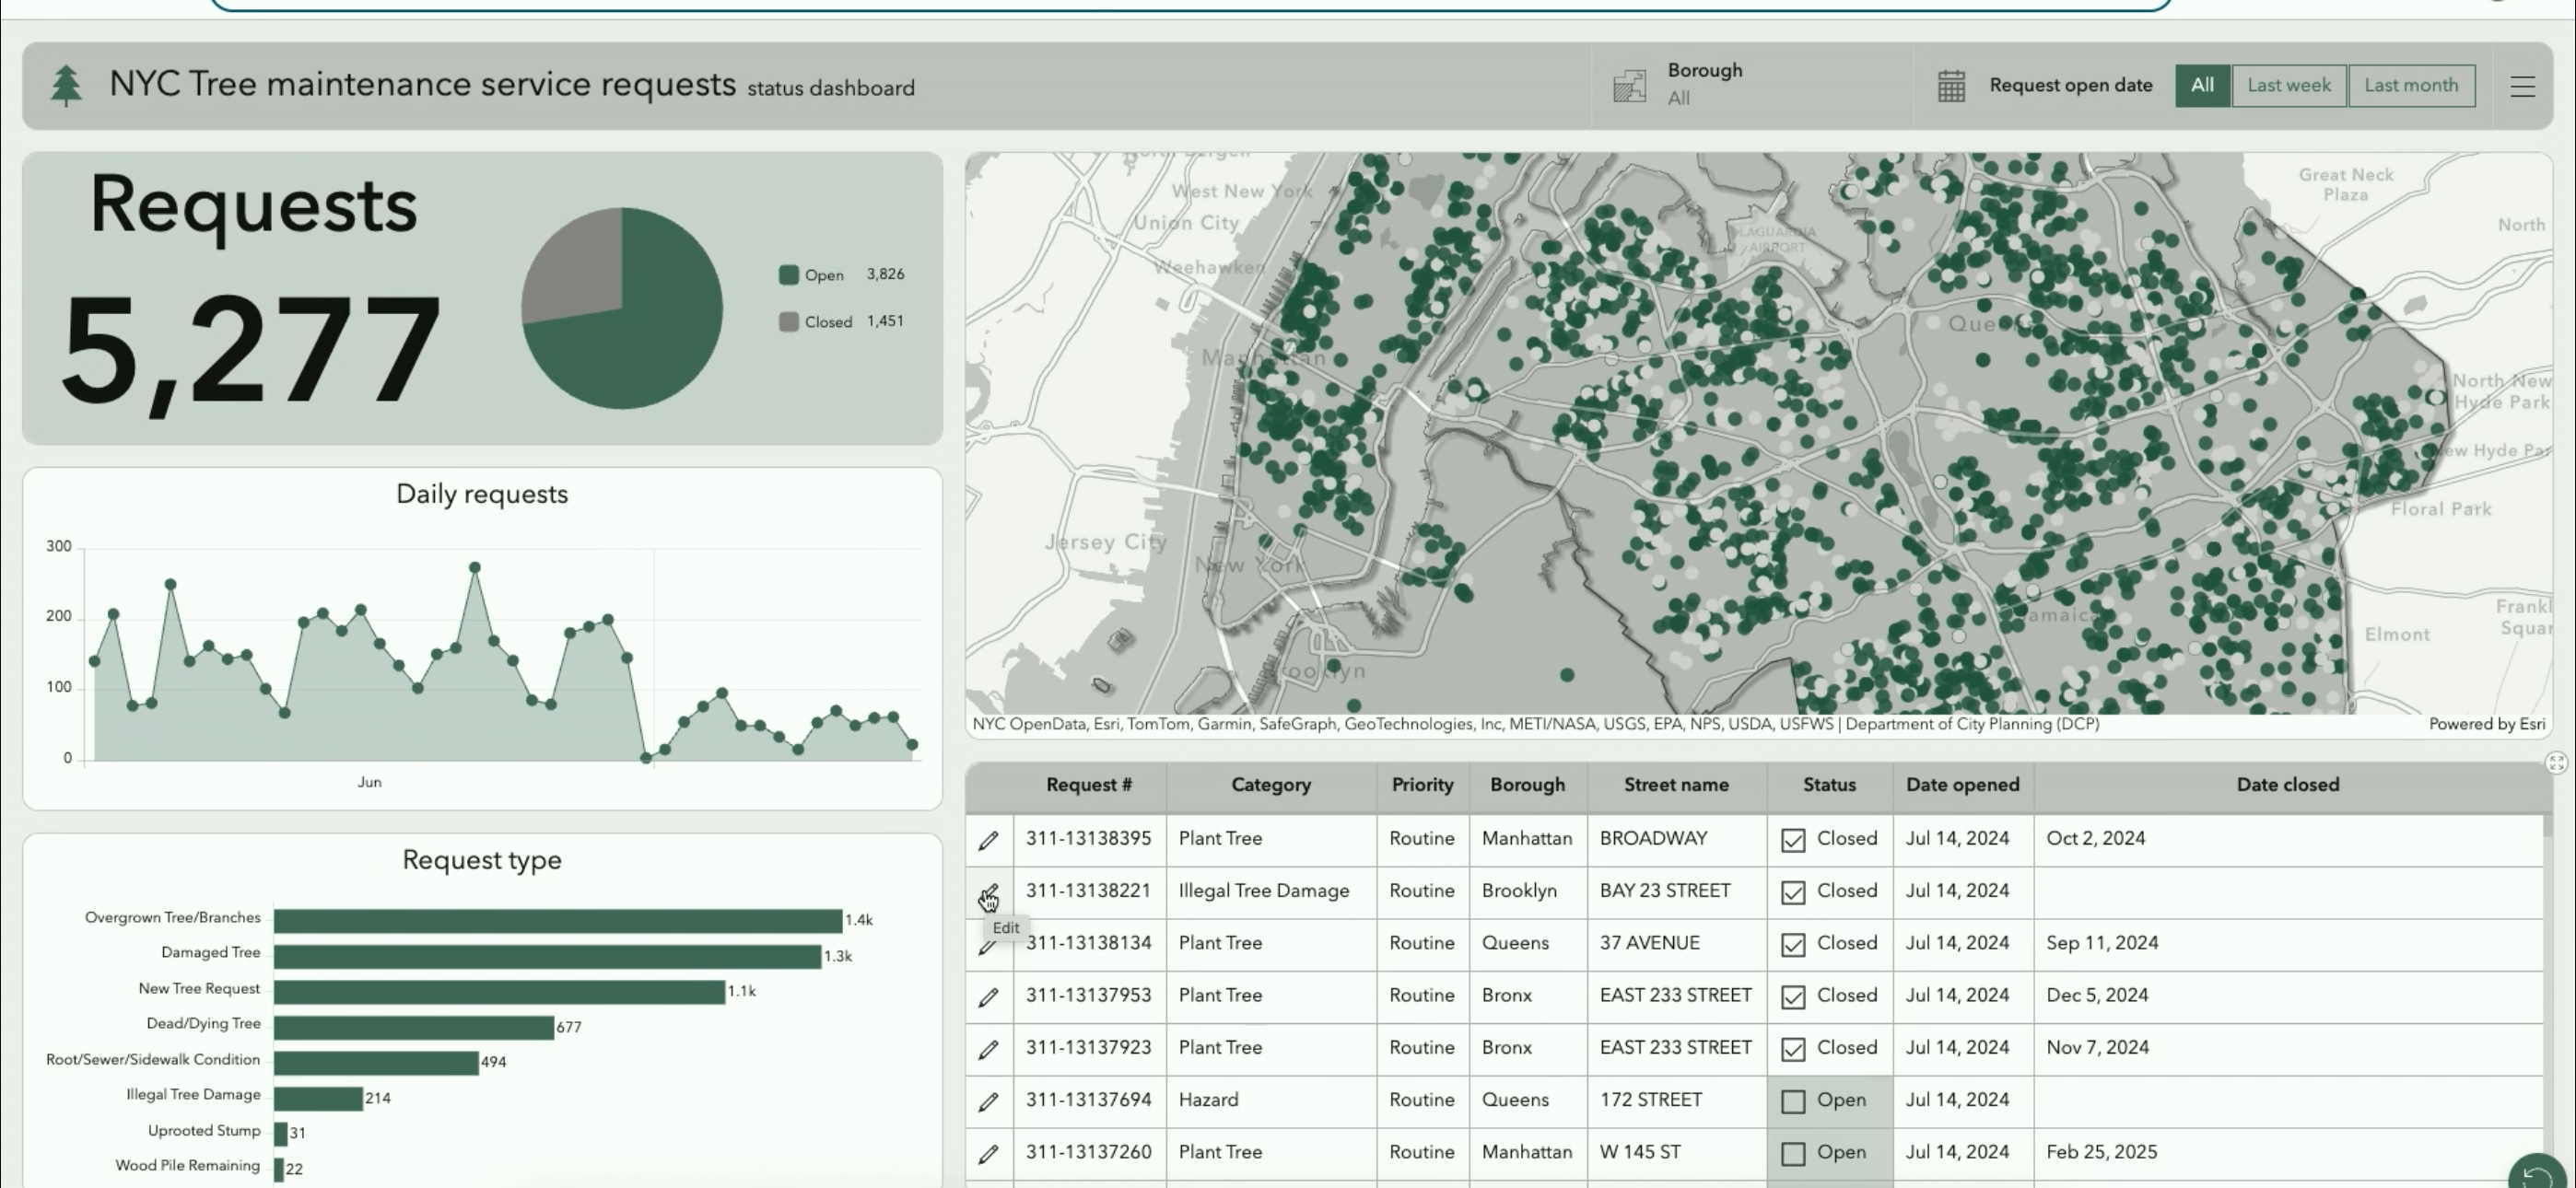 NYC Tree maintenance service requests status dashboard
Borough
All
Request open date
All
Last week
Last month
Requests
5,277
Open 3,826
Closed 1,451
Daily requests
300
200
100
0
Jun
Request type
Overgrown Tree/Branches 1.4k
Damaged Tree 1.3k
New Tree Request 1.1k
Dead/Dying Tree 677
Root/Sewer/Sidewalk Condition 494
Illegal Tree Damage 214
Uprooted Stump 31
Wood Pile Remaining 22
West New York
Union City
Weehawken
Manhattan
Jersey City
New York
LAGUARDIA
AIRPORT
Great Neck
Plaza
North
North New
Hyde Park
Floral Park
Elmont
NYC OpenData, Esri, TomTom, Garmin, SafeGraph, GeoTechnologies, Inc, METI/NASA, USGS, EPA, NPS, USDA, USFWS | Department of City Planning (DCP)
Powered by Esri
Request # Category Priority Borough Street name Status Date opened Date closed
311-13138395 Plant Tree Routine Manhattan BROADWAY Closed Jul 14, 2024 Oct 2, 2024
311-13138221 Illegal Tree Damage Routine Brooklyn BAY 23 STREET Closed Jul 14, 2024
Edit
311-13138134 Plant Tree Routine Queens 37 AVENUE Closed Jul 14, 2024 Sep 11, 2024
311-13137953 Plant Tree Routine Bronx EAST 233 STREET Closed Jul 14, 2024 Dec 5, 2024
311-13137923 Plant Tree Routine Bronx EAST 233 STREET Closed Jul 14, 2024 Nov 7, 2024
311-13137694 Hazard Routine Queens 172 STREET Open Jul 14, 2024
311-13137260 Plant Tree Routine Manhattan W 145 ST Open Jul 14, 2024 Feb 25, 2025